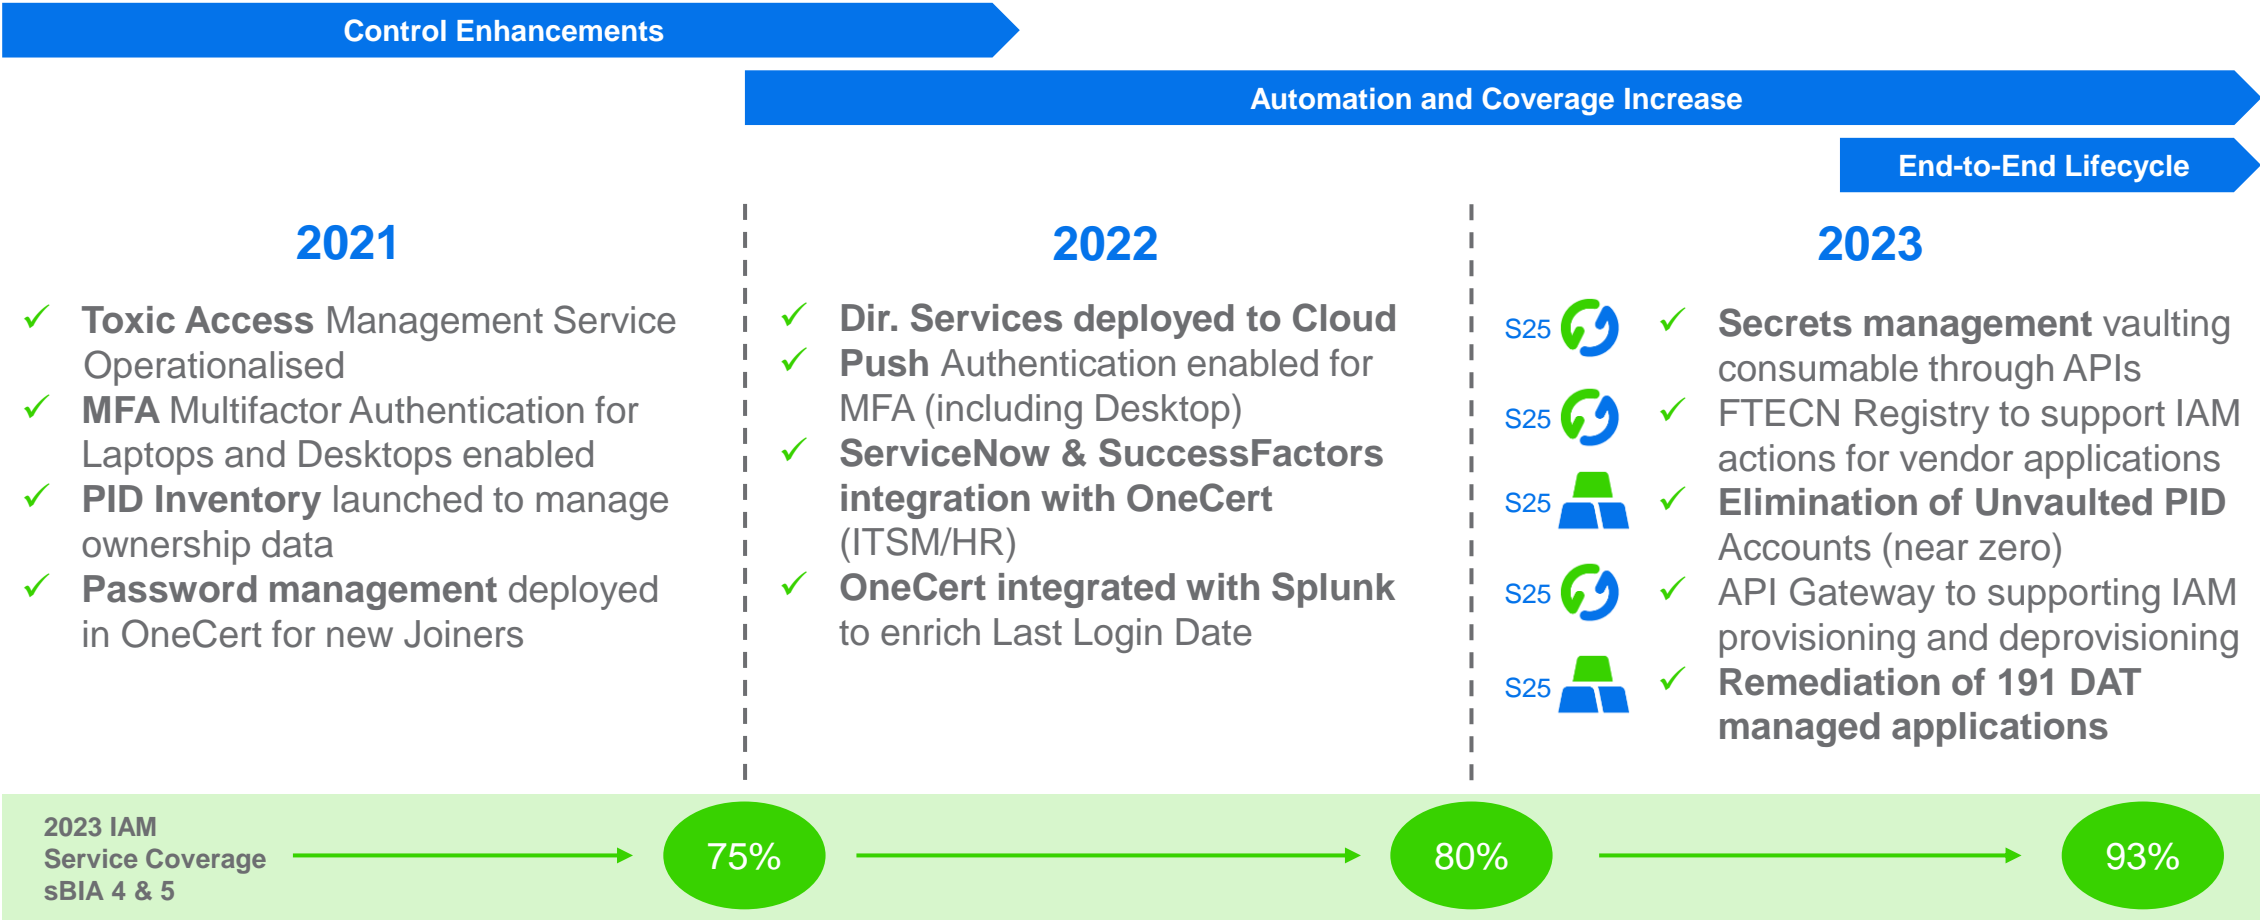 Control Enhancements
Automation and Coverage Increase
End-to-End Lifecycle
2021
Toxic Access Management Service
Operationalised
MFA Multifactor Authentication for
Laptops and Desktops enabled
PID Inventory launched to manage
ownership data
Password management deployed
in OneCert for new Joiners
2022
Dir. Services deployed to Cloud
Push Authentication enabled for
MFA (including Desktop)
ServiceNow & SuccessFactors
integration with OneCert
(ITSM/HR)
OneCert integrated with Splunk
to enrich Last Login Date
2023
S25 Secrets management vaulting
consumable through APIs
S25 FTECN Registry to support IAM
actions for vendor applications
S25 Elimination of Unvaulted PID
Accounts (near zero)
S25 API Gateway to supporting IAM
provisioning and deprovisioning
S25 Remediation of 191 DAT
managed applications
2023 IAM
Service Coverage
sBIA 4 & 5
75%
80%
93%